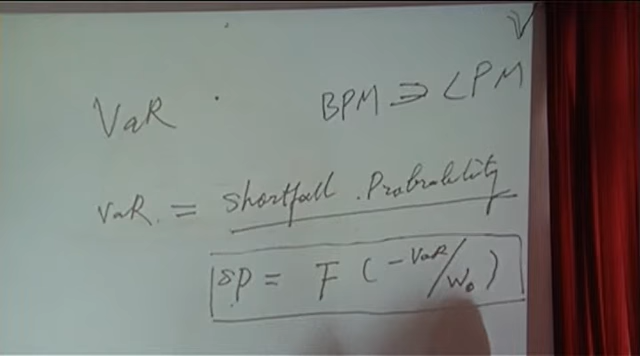 VaR BPM ⇒ LPM
VaR = Shortfall Probability
SP = F (-VaR/W₀)